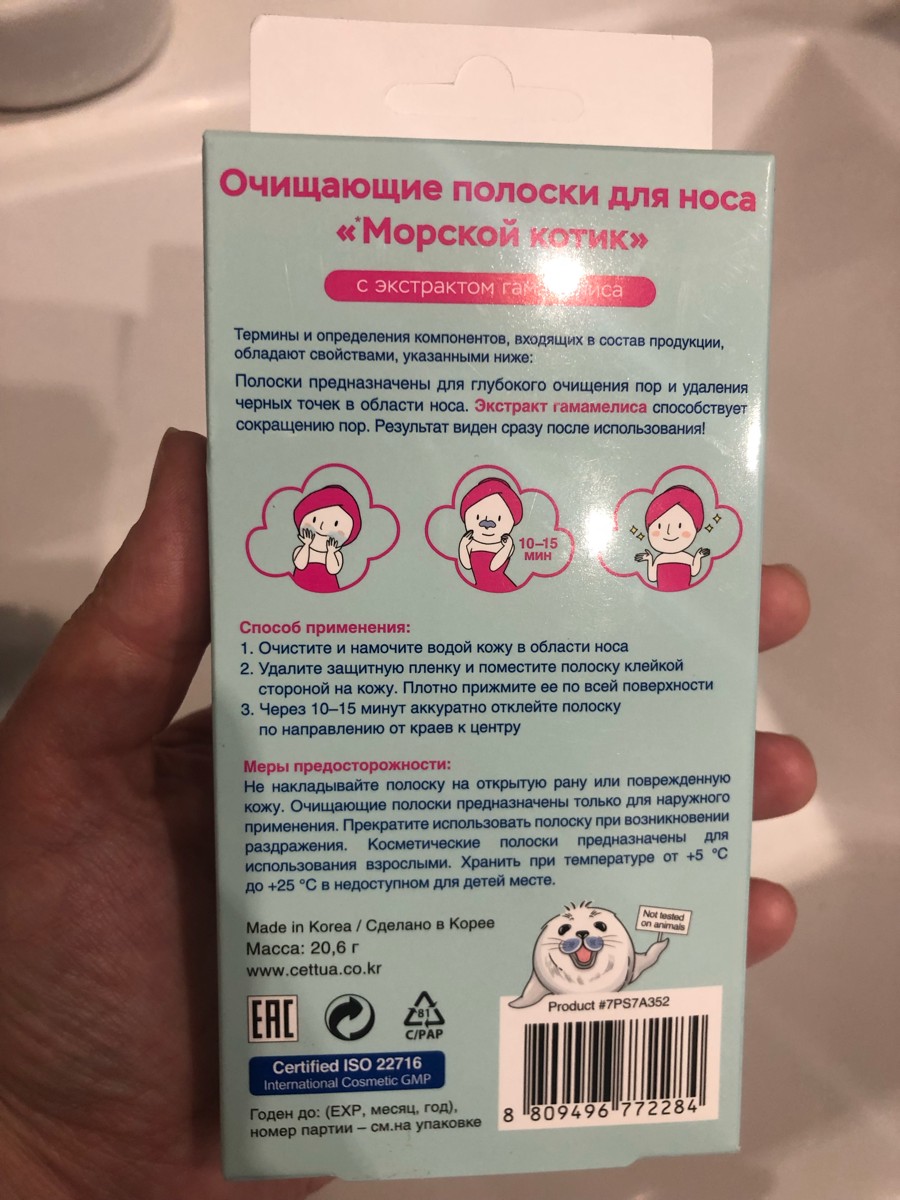 Очищающие полоски для носа
«*Морской котик»
с экстрактом гамамелиса
Термины и определения компонентов, входящих в состав продукции,
обладают свойствами, указанными ниже:
Полоски предназначены для глубокого очищения пор и удаления
черных точек в области носа. Экстракт гамамелиса способствует
сокращению пор. Результат виден сразу после использования!
10–15
МИН
Способ применения:
1. Очистите и намочите водой кожу в области носа
2. Удалите защитную пленку и поместите полоску клейкой
стороной на кожу. Плотно прижмите ее по всей поверхности
3. Через 10–15 минут аккуратно отклейте полоску
по направлению от краев к центру
Меры предосторожности:
Не накладывайте полоску на открытую рану или поврежденную
кожу. Очищающие полоски предназначены только для наружного
применения. Прекратите использовать полоску при возникновении
раздражения. Косметические полоски предназначены для
использования взрослыми. Хранить при температуре от +5 °C
до +25 °C в недоступном для детей месте.
Made in Korea / Сделано в Корее
Масса: 20,6 г
www.cettua.co.kr
Not tested
on animals
Product #7PS7A352
EAC
81
C/PAP
Certified ISO 22716
International Cosmetic GMP
Годен до: (EXP, месяц, год),
номер партии – см.на упаковке
8 809496 772284